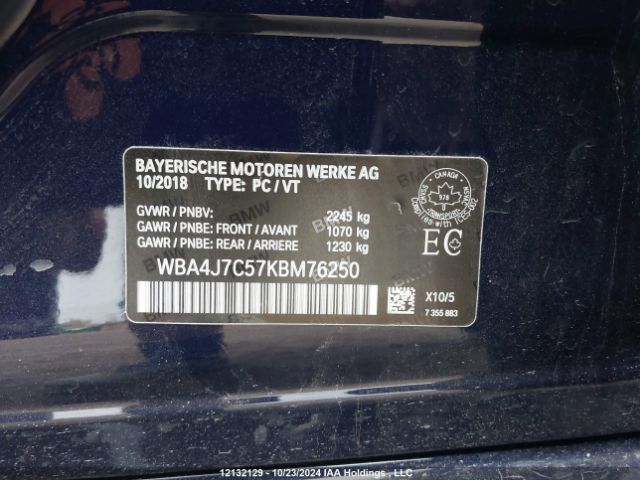 BAYERISCHE MOTOREN WERKE AG
10/2018 TYPE: PC / VT
GVWR / PNBV: 2245 kg
GAWR / PNBE: FRONT / AVANT 1070 kg
GAWR / PNBE: REAR / ARRIERE 1230 kg
WBA4J7C57KBM76250
CANADA
978
TRANSPORT
EC
X10/5
7 355 883
12132129 - 10/23/2024 IAA Holdings , LLC